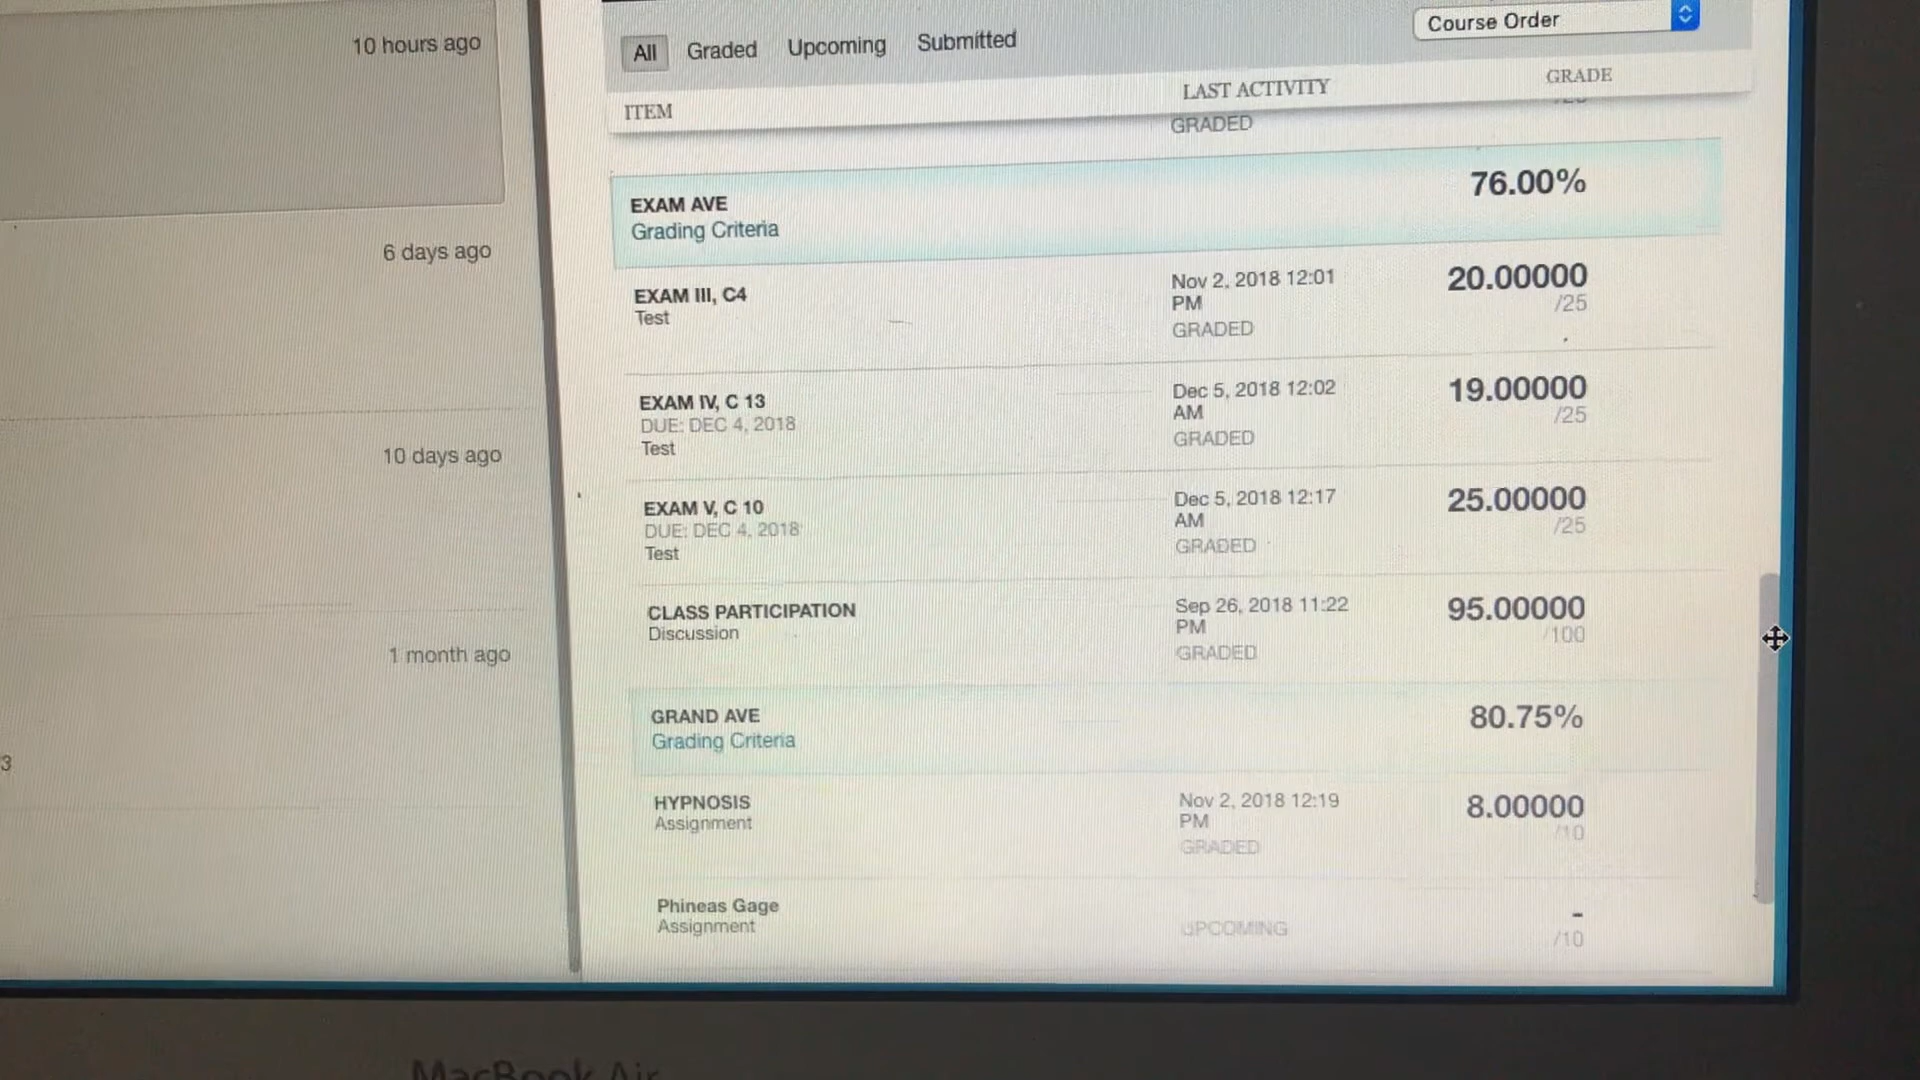 10 hours ago
6 days ago
10 days ago
1 month ago
3
All Graded Upcoming Submitted
Course Order
ITEM LAST ACTIVITY GRADE
GRADED
EXAM AVE 76.00%
Grading Criteria
EXAM III, C4 Nov 2, 2018 12:01 20.00000
Test PM /25
GRADED
EXAM IV, C 13 Dec 5, 2018 12:02 19.00000
DUE: DEC 4, 2018 AM /25
Test GRADED
EXAM V, C 10 Dec 5, 2018 12:17 25.00000
DUE: DEC 4, 2018 AM /25
Test GRADED
CLASS PARTICIPATION Sep 26, 2018 11:22 95.00000
Discussion PM /100
GRADED
GRAND AVE 80.75%
Grading Criteria
HYPNOSIS Nov 2, 2018 12:19 8.00000
Assignment PM /10
GRADED
Phineas Gage -
Assignment UPCOMING /10
MacBook Air